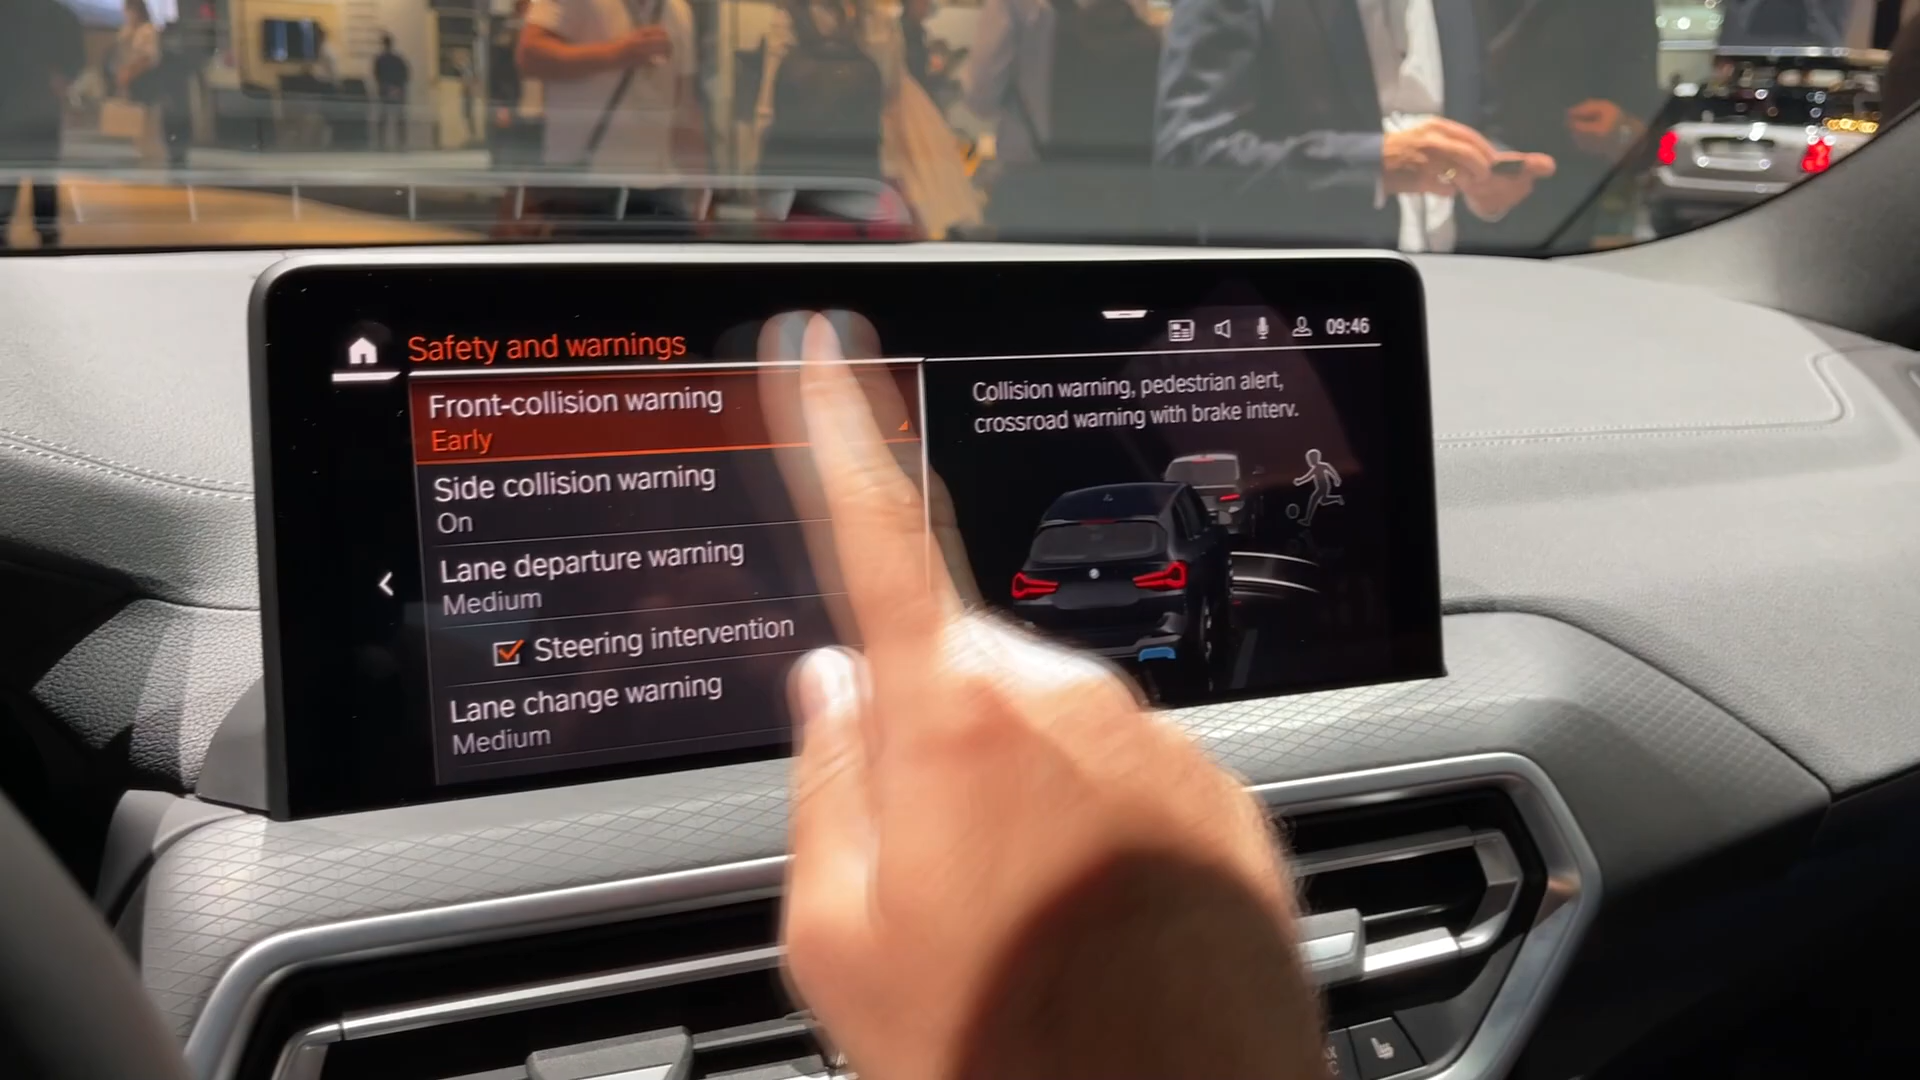 Safety and warnings
09:46
Front-collision warning
Early
Side collision warning
On
Lane departure warning
Medium
Steering intervention
Lane change warning
Medium
Collision warning, pedestrian alert,
crossroad warning with brake interv.